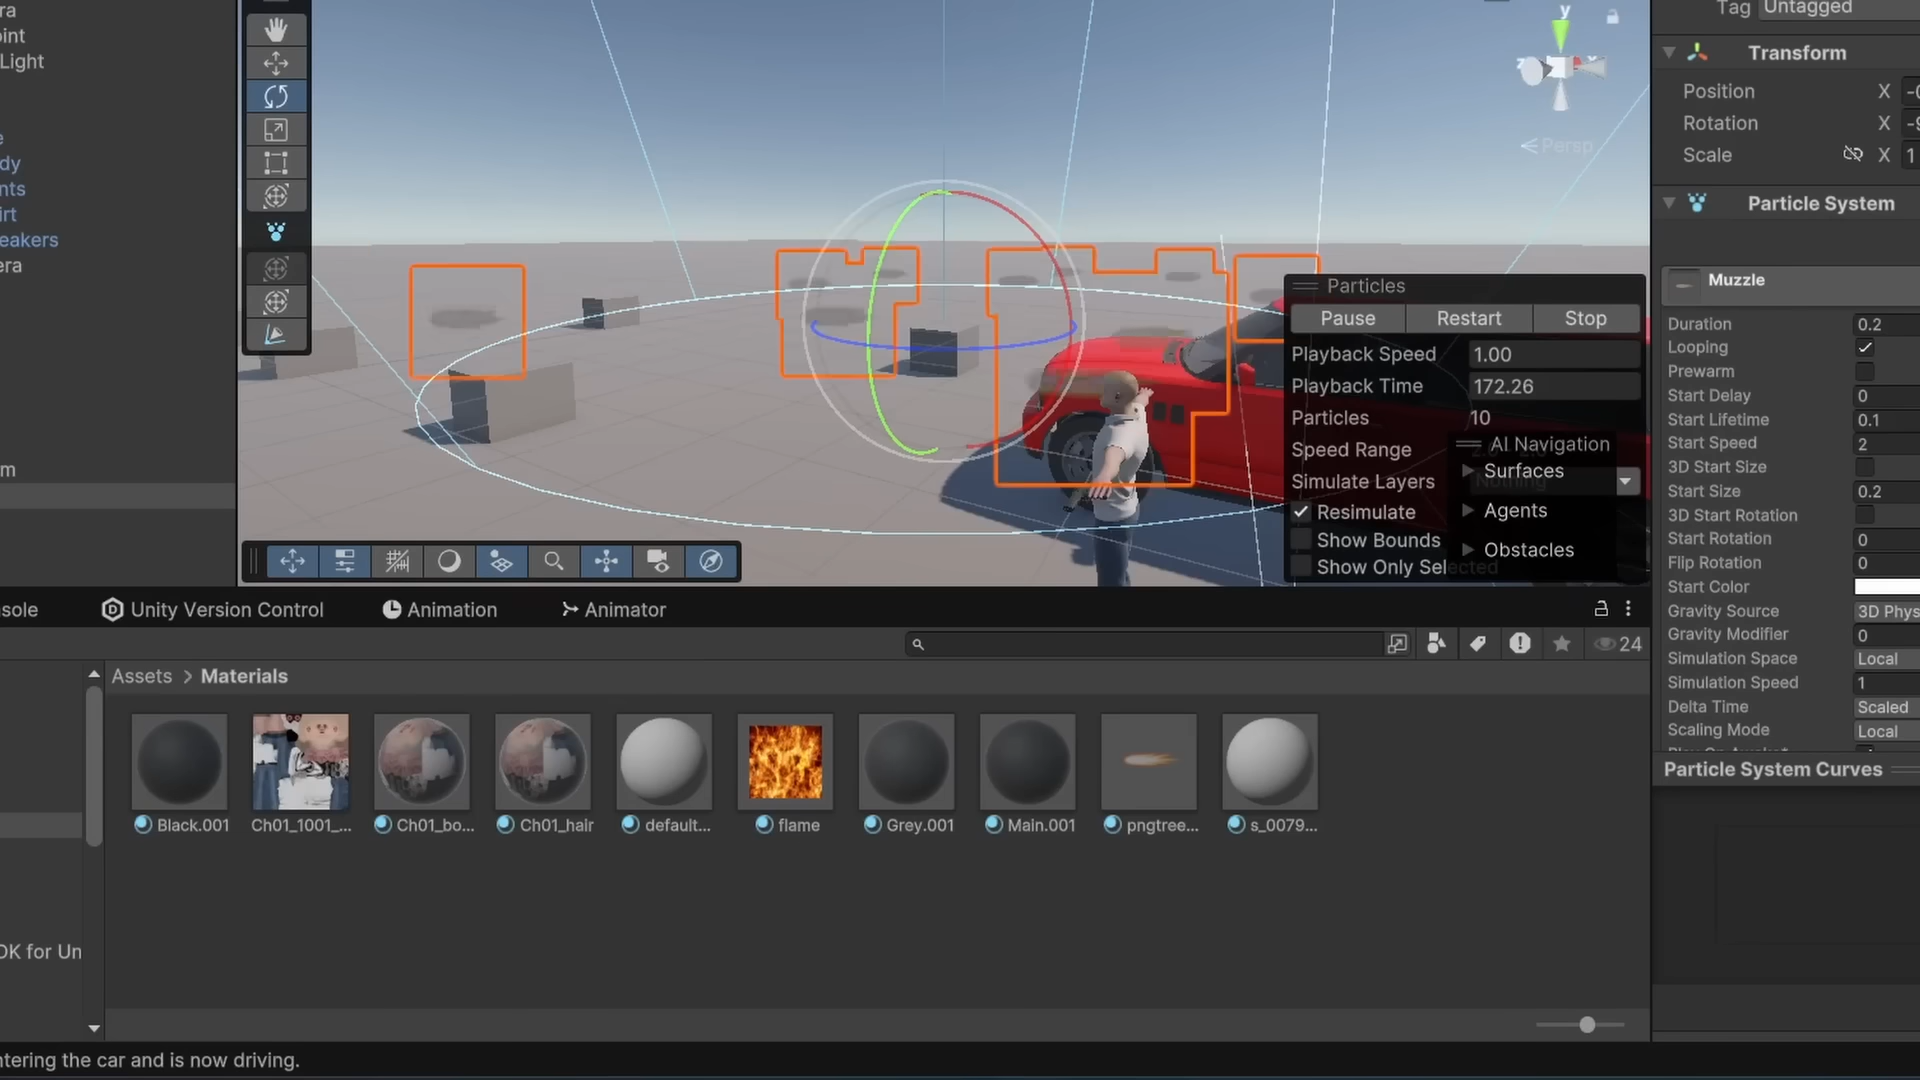 ra
oint
Light
e
dy
nts
irt
eakers
era
m
y
z
Persp
Particles
Pause
Restart
Stop
Playback Speed
1.00
Playback Time
172.26
Particles
10
Speed Range
Simulate Layers
Resimulate
Show Bounds
Show Only Selected
AI Navigation
Surfaces
Agents
Obstacles
Tag Untagged
Transform
Position X -0
Rotation X -9
Scale X 1
Particle System
Muzzle
Duration 0.2
Looping
Prewarm
Start Delay 0
Start Lifetime 0.1
Start Speed 2
3D Start Size
Start Size 0.2
3D Start Rotation
Start Rotation 0
Flip Rotation 0
Start Color
Gravity Source 3D Phys
Gravity Modifier 0
Simulation Space Local
Simulation Speed 1
Delta Time Scaled
Scaling Mode Local
Particle System Curves
sole
Unity Version Control
Animation
Animator
24
Assets > Materials
Black.001
Ch01_1001_...
Ch01_bo...
Ch01_hair
default...
flame
Grey.001
Main.001
pngtree...
s_0079...
DK for Un
ntering the car and is now driving.